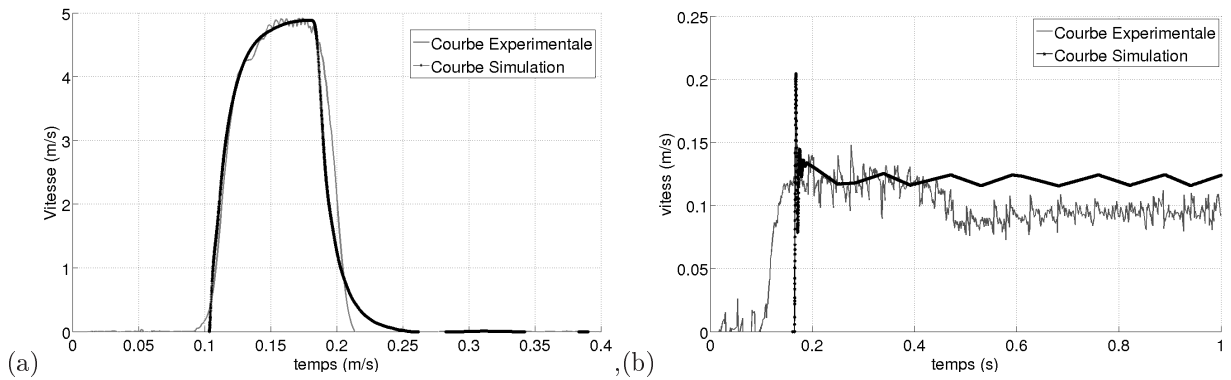 5
4
3
2
1
0
Vitesse (m/s)
Courbe Experimentale
Courbe Simulation
0 0.1 0.15 0.2 0.25 0.3 0.35 0.4
temps (m/s)
(a)
,(b)
0.25
0.2
0.15
0.1
0.05
0
vitess (m/s)
Courbe Experimentale
Courbe Simulation
0 0.2 0.4 0.6 0.8 1
temps (s)